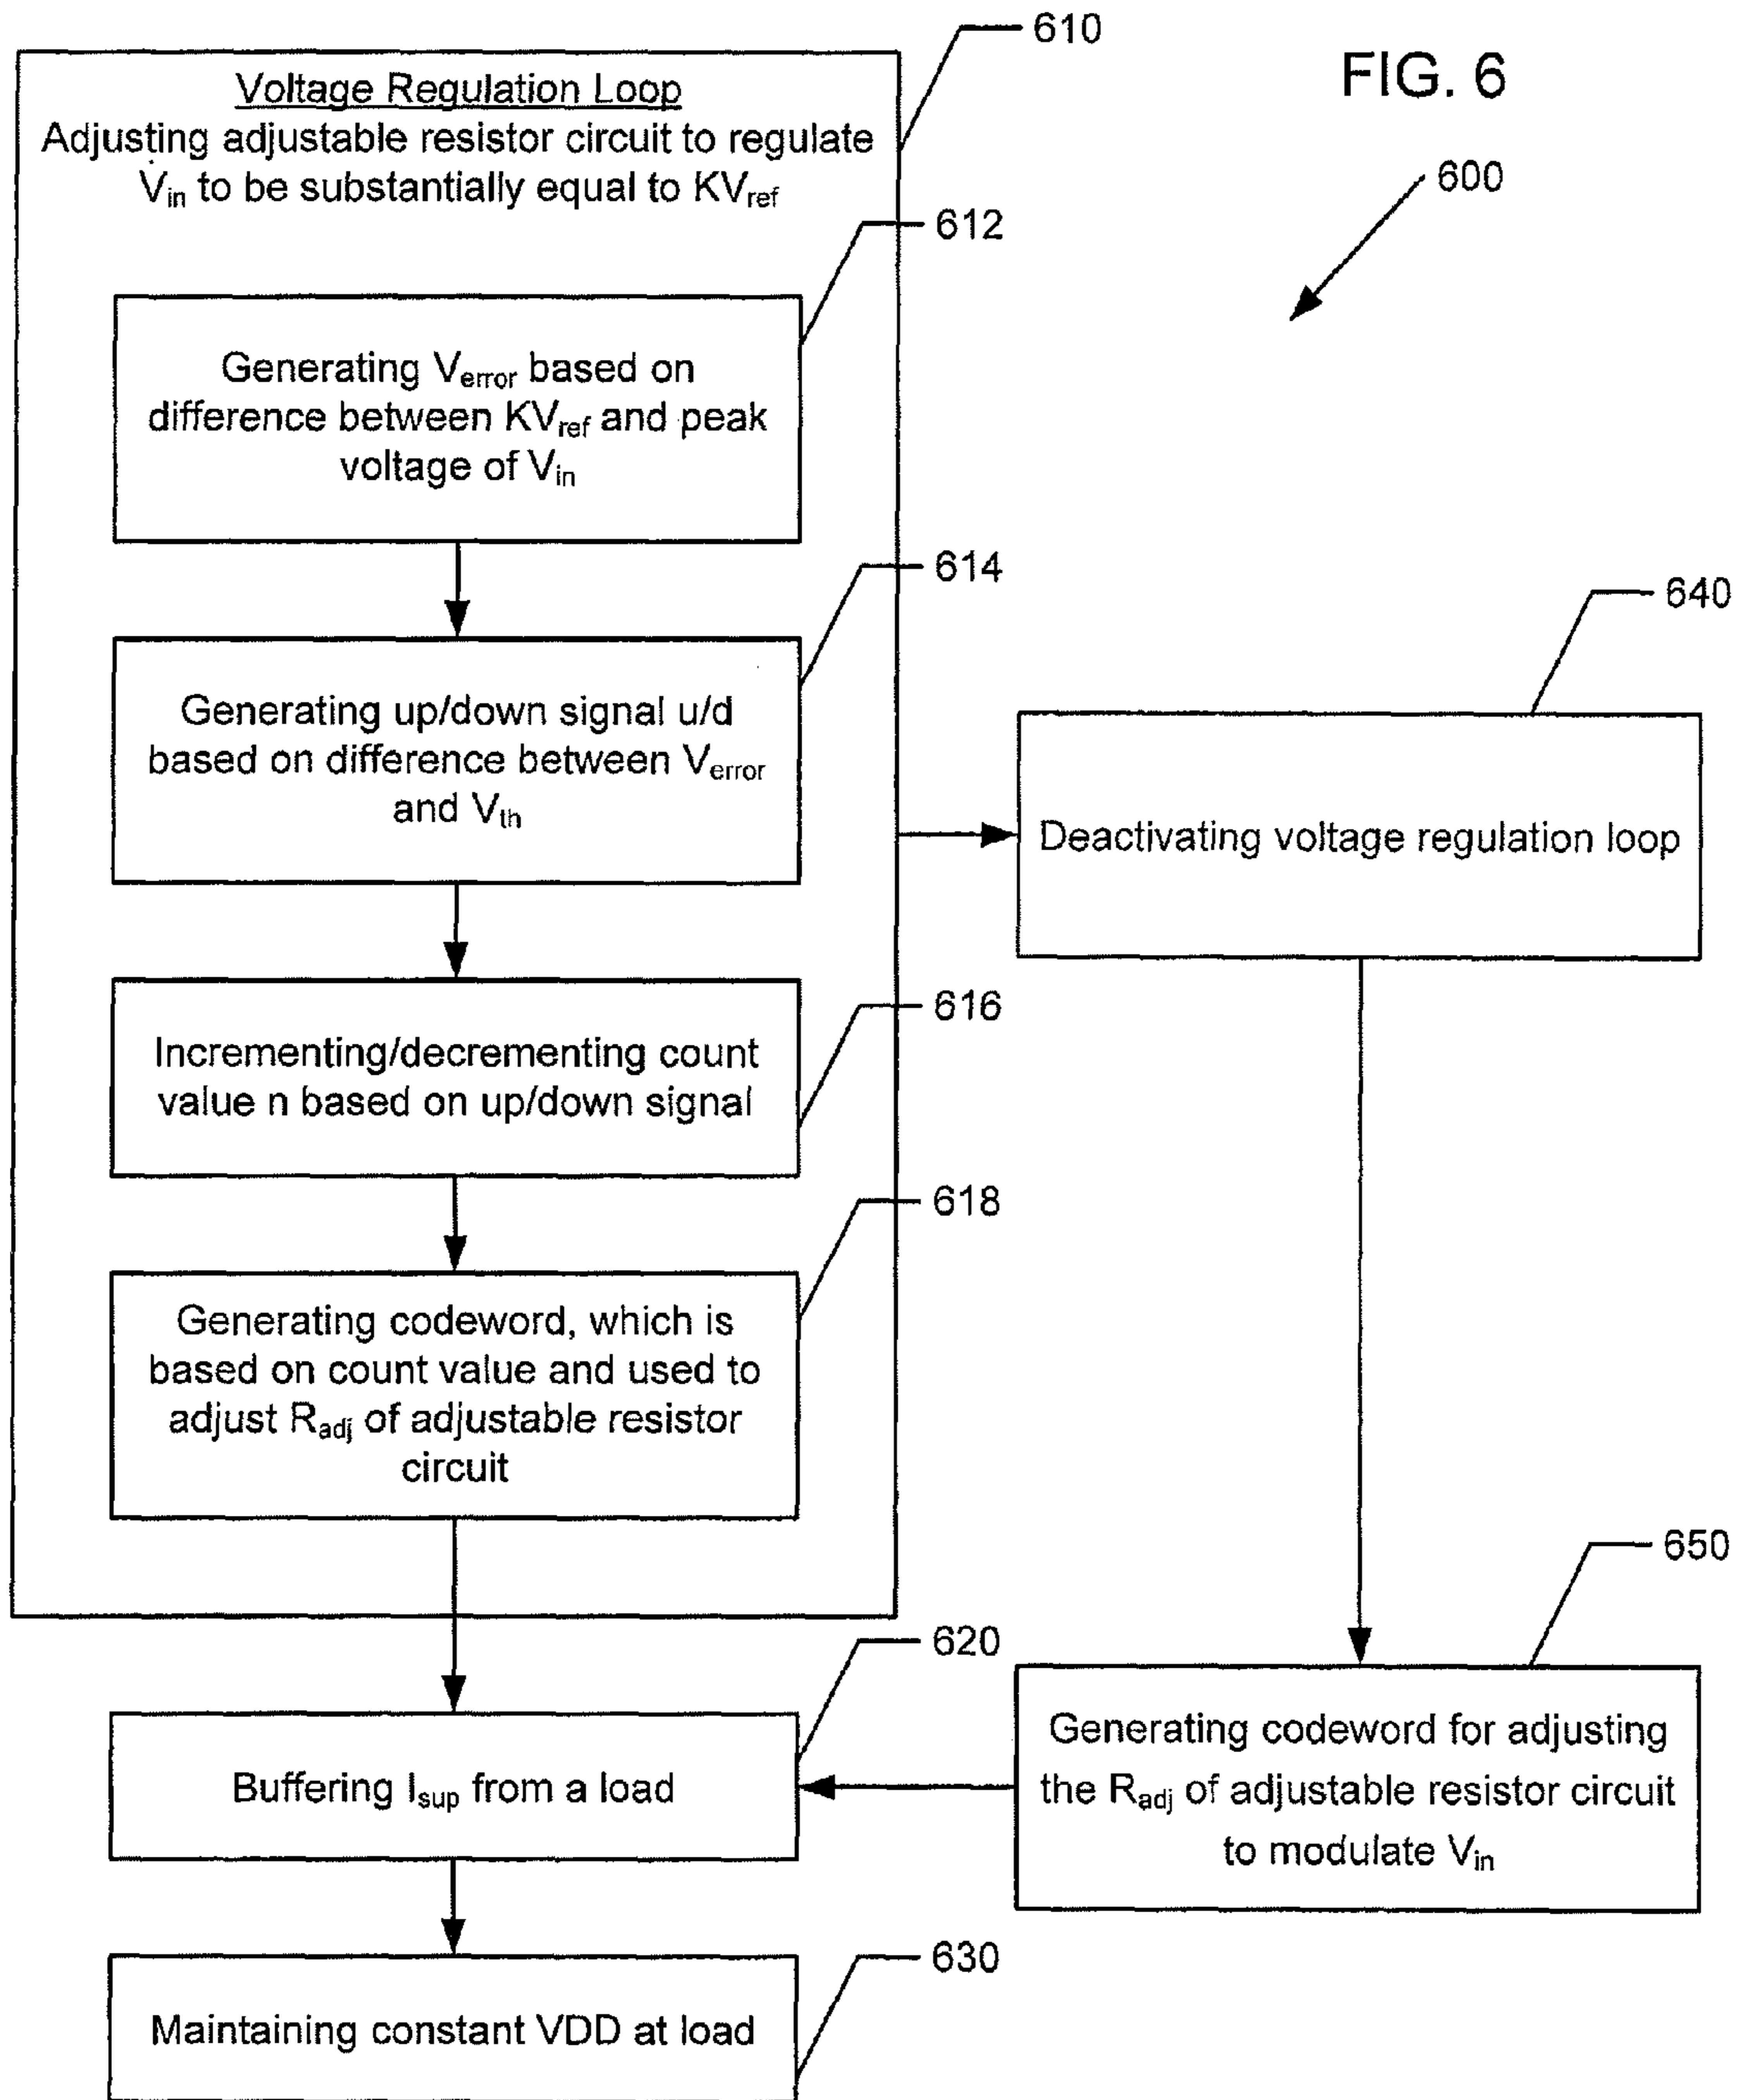 FIG. 6
600
610
Voltage Regulation Loop
Adjusting adjustable resistor circuit to regulate
Vin to be substantially equal to KVref
612
Generating Verror based on
difference between KVref and peak
voltage of Vin
614
Generating up/down signal u/d
based on difference between Verror
and Vth
616
Incrementing/decrementing count
value n based on up/down signal
618
Generating codeword, which is
based on count value and used to
adjust Radj of adjustable resistor
circuit
640
Deactivating voltage regulation loop
650
Generating codeword for adjusting
the Radj of adjustable resistor circuit
to modulate Vin
620
Buffering Isup from a load
630
Maintaining constant VDD at load